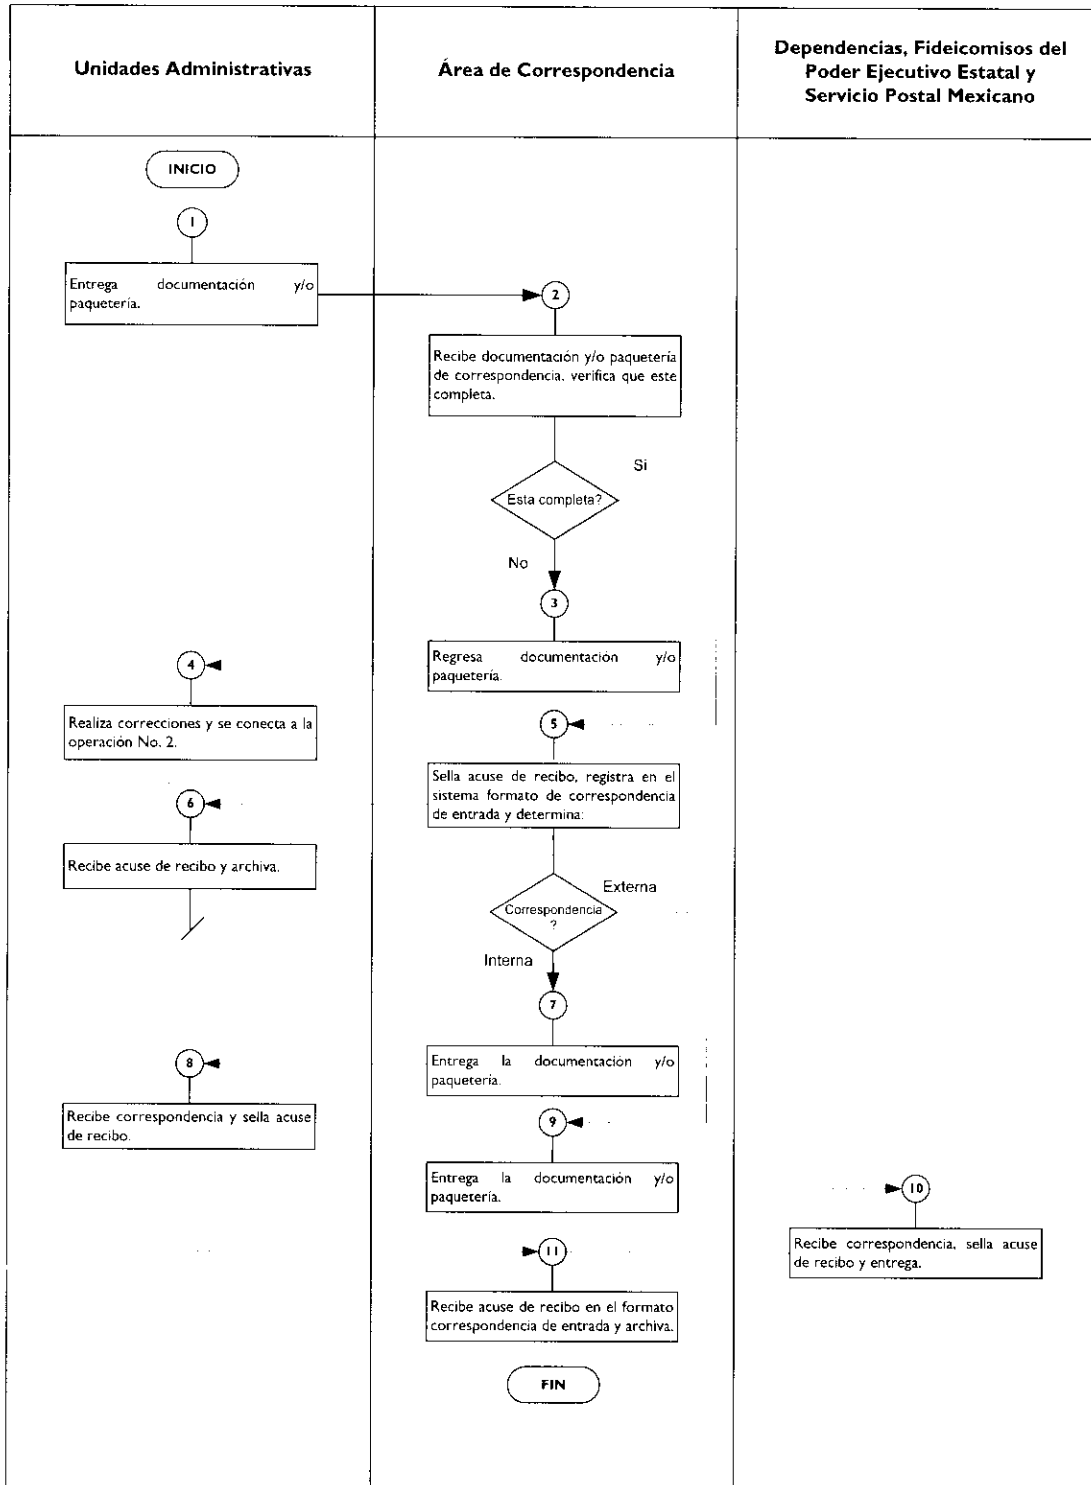 Unidades Administrativas
Área de Correspondencia
Dependencias, Fideicomisos del
Poder Ejecutivo Estatal y
Servicio Postal Mexicano
INICIO
1
Entrega documentación y/o
paquetería.
2
Recibe documentación y/o paquetería
de correspondencia, verifica que este
completa.
Si
Esta completa?
No
3
Regresa documentación y/o
paquetería.
4
Realiza correcciones y se conecta a la
operación No. 2.
5
Sella acuse de recibo, registra en el
sistema formato de correspondencia
de entrada y determina:
6
Recibe acuse de recibo y archiva.
Externa
Correspondencia
?
Interna
7
Entrega la documentación y/o
paquetería.
8
Recibe correspondencia y sella acuse
de recibo.
9
Entrega la documentación y/o
paquetería.
10
Recibe correspondencia, sella acuse
de recibo y entrega.
11
Recibe acuse de recibo en el formato
correspondencia de entrada y archiva.
FIN